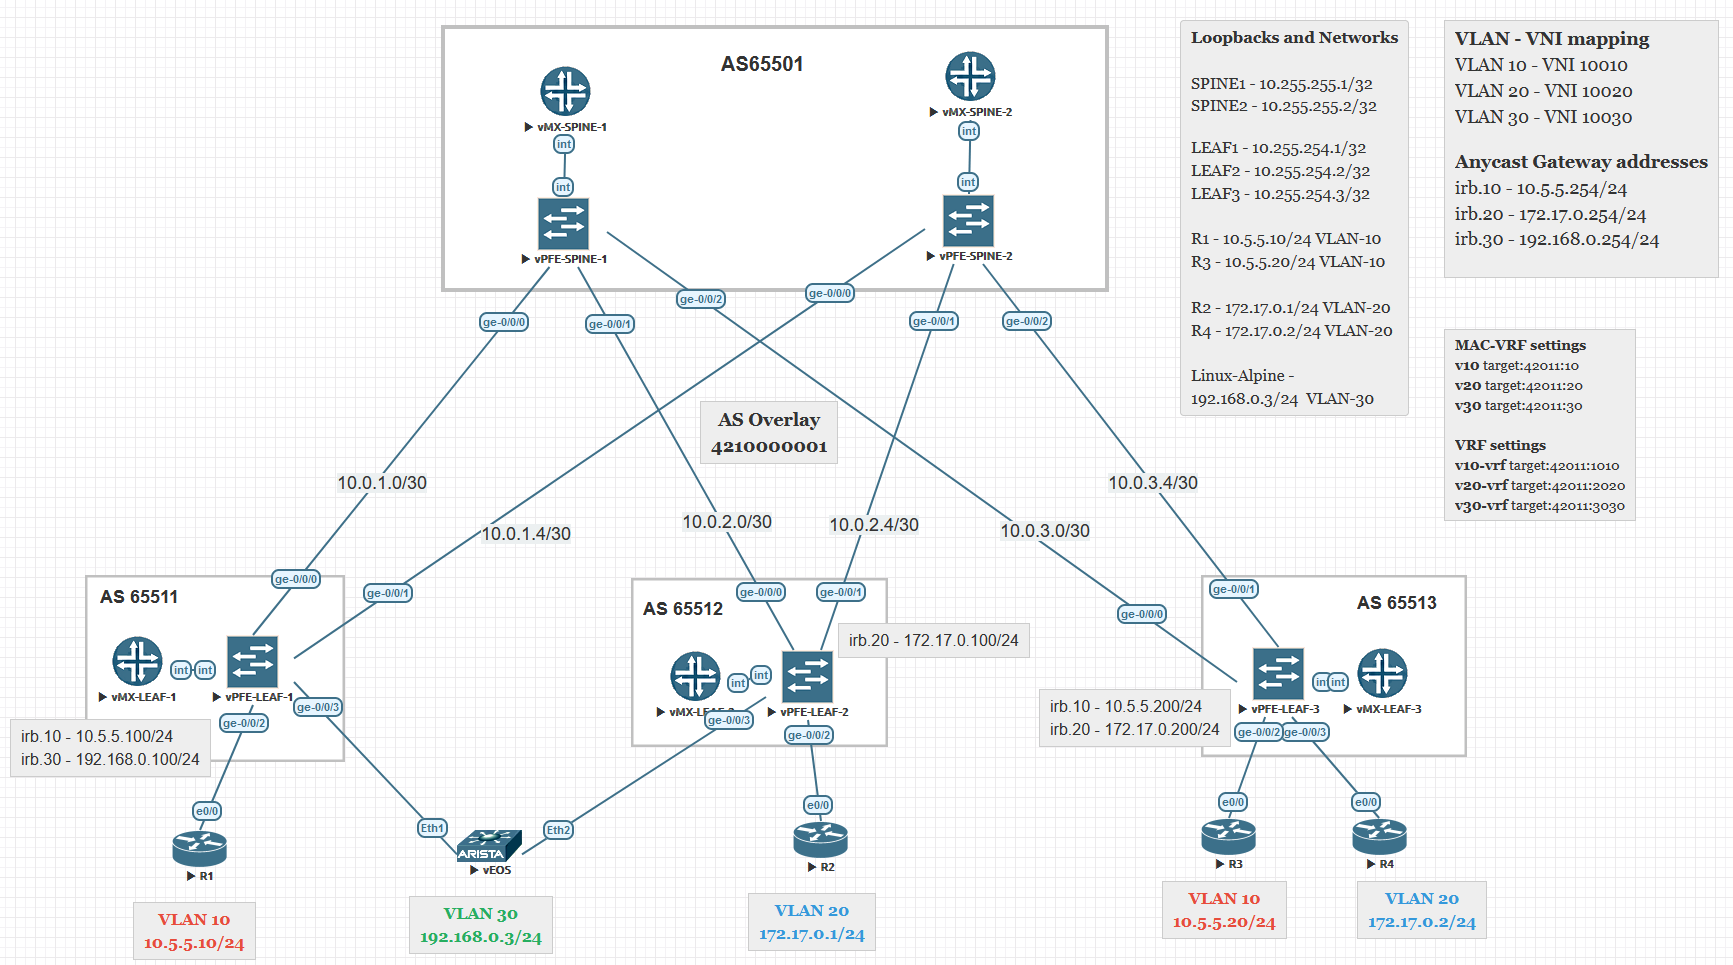 AS65501
vMX-SPINE-1
int
int
vPFE-SPINE-1
vMX-SPINE-2
int
int
vPFE-SPINE-2
ge-0/0/0
ge-0/0/1
ge-0/0/2
ge-0/0/0
ge-0/0/1
ge-0/0/2
Loopbacks and Networks
SPINE1 - 10.255.255.1/32
SPINE2 - 10.255.255.2/32
LEAF1 - 10.255.254.1/32
LEAF2 - 10.255.254.2/32
LEAF3 - 10.255.254.3/32
R1 - 10.5.5.10/24 VLAN-10
R3 - 10.5.5.20/24 VLAN-10
R2 - 172.17.0.1/24 VLAN-20
R4 - 172.17.0.2/24 VLAN-20
Linux-Alpine -
192.168.0.3/24 VLAN-30
VLAN - VNI mapping
VLAN 10 - VNI 10010
VLAN 20 - VNI 10020
VLAN 30 - VNI 10030
Anycast Gateway addresses
irb.10 - 10.5.5.254/24
irb.20 - 172.17.0.254/24
irb.30 - 192.168.0.254/24
MAC-VRF settings
v10 target:42011:10
v20 target:42011:20
v30 target:42011:30
VRF settings
v10-vrf target:42011:1010
v20-vrf target:42011:2020
v30-vrf target:42011:3030
AS Overlay
4210000001
10.0.1.0/30
10.0.1.4/30
10.0.2.0/30
10.0.2.4/30
10.0.3.0/30
10.0.3.4/30
AS 65511
ge-0/0/0
ge-0/0/1
int
int
vMX-LEAF-1
vPFE-LEAF-1
ge-0/0/2
ge-0/0/3
irb.10 - 10.5.5.100/24
irb.30 - 192.168.0.100/24
AS 65512
ge-0/0/0
ge-0/0/1
irb.20 - 172.17.0.100/24
int
int
vPFE-LEAF-2
ge-0/0/3
ge-0/0/2
AS 65513
ge-0/0/1
ge-0/0/0
int
vPFE-LEAF-3
vMX-LEAF-3
irb.10 - 10.5.5.200/24
irb.20 - 172.17.0.200/24
ge-0/0/2
ge-0/0/3
e0/0
R1
Eth1
Eth2
ARISTA
vEOS
e0/0
R2
e0/0
R3
e0/0
R4
VLAN 10
10.5.5.10/24
VLAN 30
192.168.0.3/24
VLAN 20
172.17.0.1/24
VLAN 10
10.5.5.20/24
VLAN 20
172.17.0.2/24